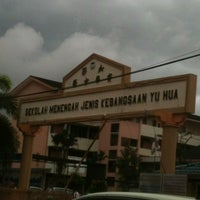 SEKOLAH MENENGAH JENIS KEBANGSAAN YU HUA